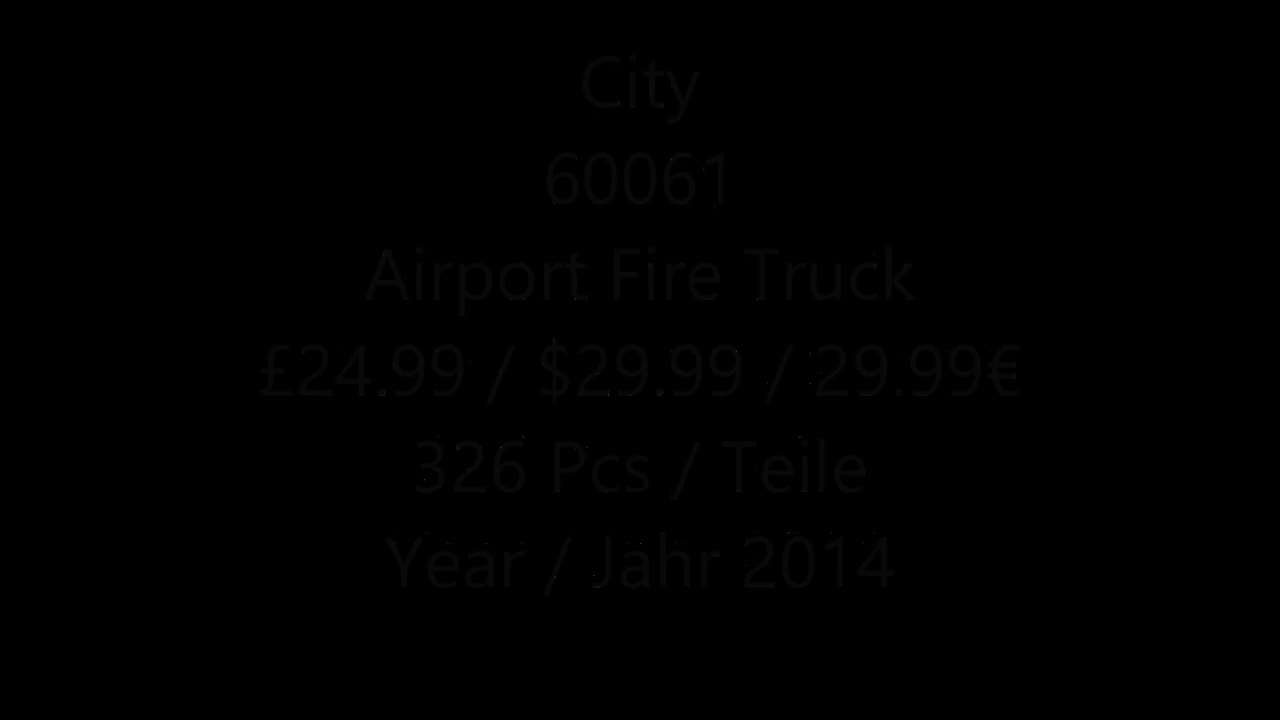 City
60061
Airport Fire Truck
£24.99 / $29.99 / 29.99€
326 Pcs / Teile
Year / Jahr 2014